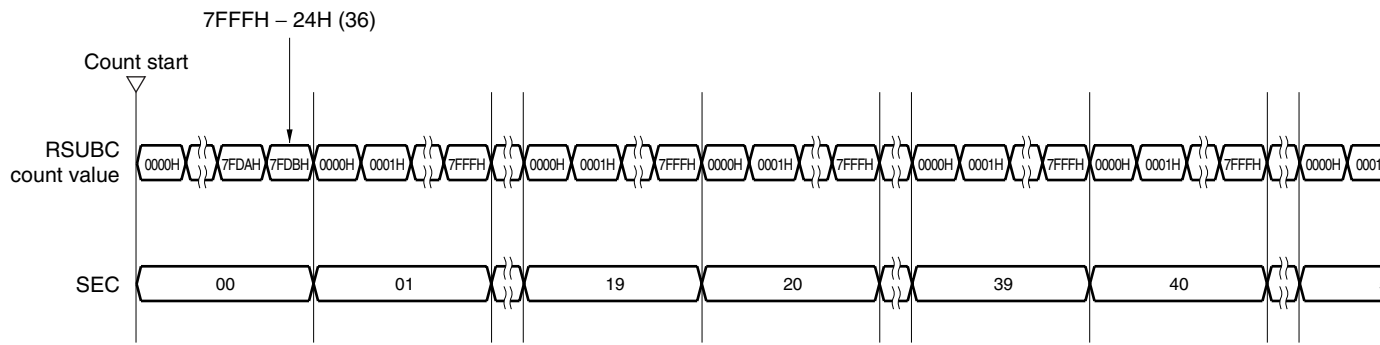 7FFFH – 24H (36)
Count start
RSUBC
count value
0000H 7FDAH 7FDBH 0000H 0001H 7FFFH 0000H 0001H 7FFFH 0000H 0001H 7FFFH 0000H 0001H 7FFFH 0000H 0001H 7FFFH 0000H 0001
SEC 00 01 19 20 39 40